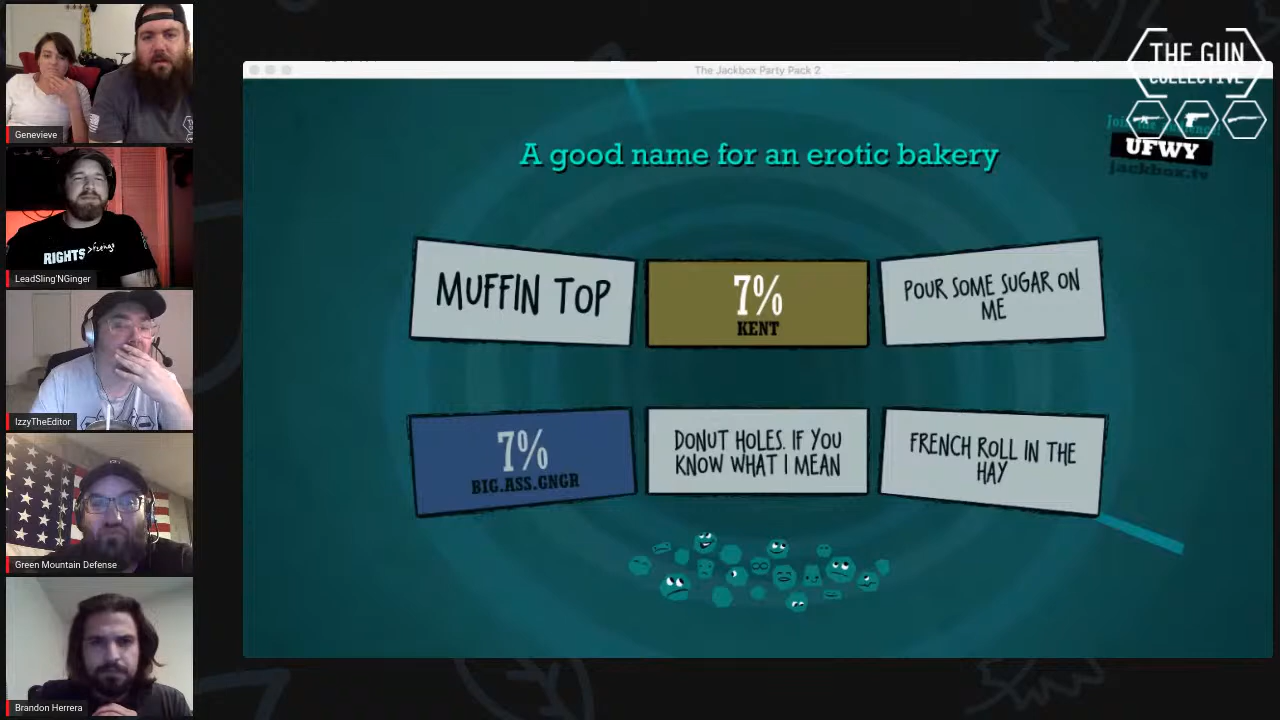 THE GUN
COLLECTIVE
The Jackbox Party Pack 2
UFWY
jackbox.tv
A good name for an erotic bakery
MUFFIN TOP
7%
KENT
POUR SOME SUGAR ON
ME
7%
BIG.ASS.GNGR
DONUT HOLES. IF YOU
KNOW WHAT I MEAN
FRENCH ROLL IN THE
HAY
Genevieve
RIGHTS
LeadSling'NGinger
IzzyTheEditor
Green Mountain Defense
Brandon Herrera